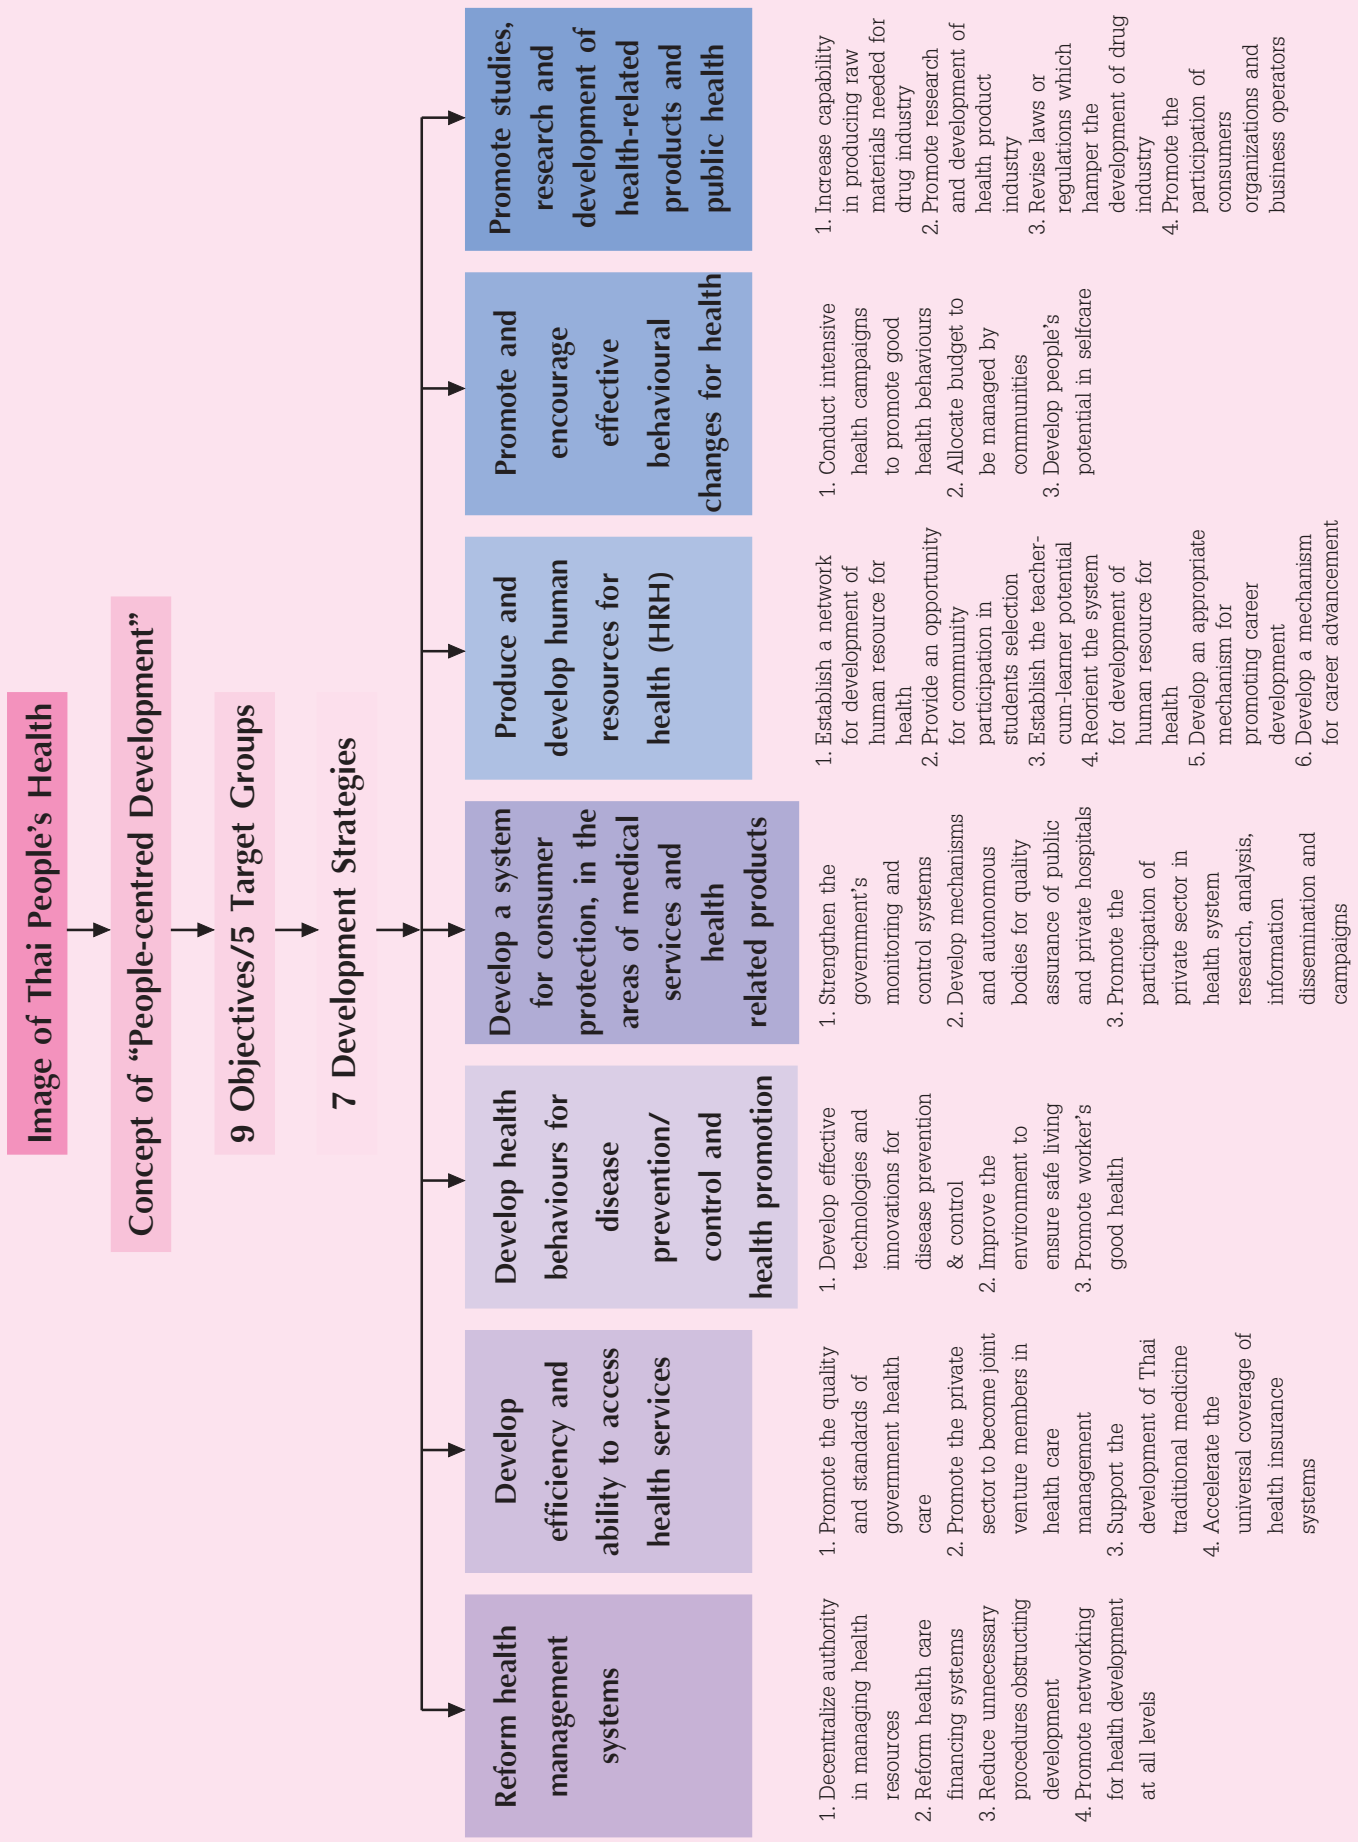 Image of Thai People's Health
Concept of “People-centred Development”
9 Objectives/5 Target Groups
7 Development Strategies
Reform health
management
systems
1. Decentralize authority
in managing health
resources
2. Reform health care
financing systems
3. Reduce unnecessary
procedures obstructing
development
4. Promote networking
for health development
at all levels
Develop
efficiency and
ability to access
health services
1. Promote the quality
and standards of
government health
care
2. Promote the private
sector to become joint
venture members in
health care
management
3. Support the
development of Thai
traditional medicine
4. Accelerate the
universal coverage of
health insurance
systems
Develop health
behaviours for
disease
prevention/
control and
health promotion
1. Develop effective
technologies and
innovations for
disease prevention
& control
2. Improve the
environment to
ensure safe living
3. Promote worker's
good health
Develop a system
for consumer
protection, in the
areas of medical
services and
health
related products
1. Strengthen the
government's
monitoring and
control systems
2. Develop mechanisms
and autonomous
bodies for quality
assurance of public
and private hospitals
3. Promote the
participation of
private sector in
health system
research, analysis,
information
dissemination and
campaigns
Produce and
develop human
resources for
health (HRH)
1. Establish a network
for development of
human resource for
health
2. Provide an opportunity
for community
participation in
students selection
3. Establish the teacher-
cum-learner potential
4. Reorient the system
for development of
human resource for
health
5. Develop an appropriate
mechanism for
promoting career
development
6. Develop a mechanism
for career advancement
Promote and
encourage
effective
behavioural
changes for health
1. Conduct intensive
health campaigns
to promote good
health behaviours
2. Allocate budget to
be managed by
communities
3. Develop people's
potential in selfcare
Promote studies,
research and
development of
health-related
products and
public health
1. Increase capability
in producing raw
materials needed for
drug industry
2. Promote research
and development of
health product
industry
3. Revise laws or
regulations which
hamper the
development of drug
industry
4. Promote the
participation of
consumers
organizations and
business operators